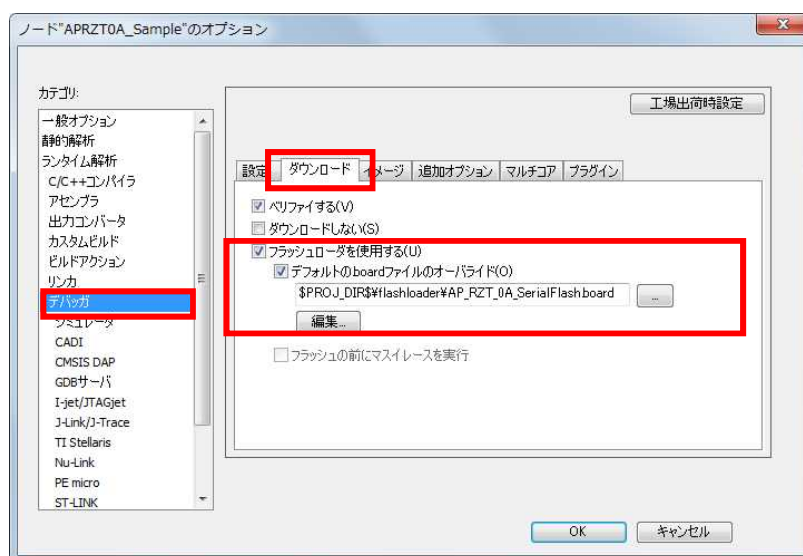 ノード"APRZT0A_Sample"のオプション
カテゴリ:
一般オプション
静的解析
ランタイム解析
C/C++コンパイラ
アセンブラ
出力コンバータ
カスタムビルド
ビルドアクション
リンカ
デバッガ
シミュレータ
CADI
CMSIS DAP
GDBサーバ
I-jet/JTAGjet
J-Link/J-Trace
TI Stellaris
Nu-Link
PE micro
ST-LINK
工場出荷時設定
設定 ダウンロード イメージ 追加オプション マルチコア プラグイン
ベリファイする(V)
ダウンロードしない(S)
フラッシュローダを使用する(U)
デフォルトのboardファイルのオーバライド(O)
$PROJ_DIR$¥flashloader¥AP_RZT_0A_SerialFlash.board
...
編集...
フラッシュの前にマスイレースを実行
OK キャンセル